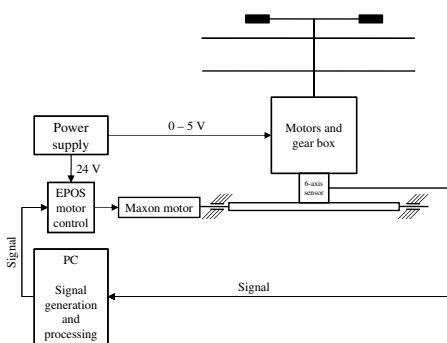 Power
supply
0 – 5 V
Motors and
gear box
24 V
6-axis
sensor
EPOS
motor
control
Maxon motor
Signal
PC
Signal
generation
and
processing
Signal